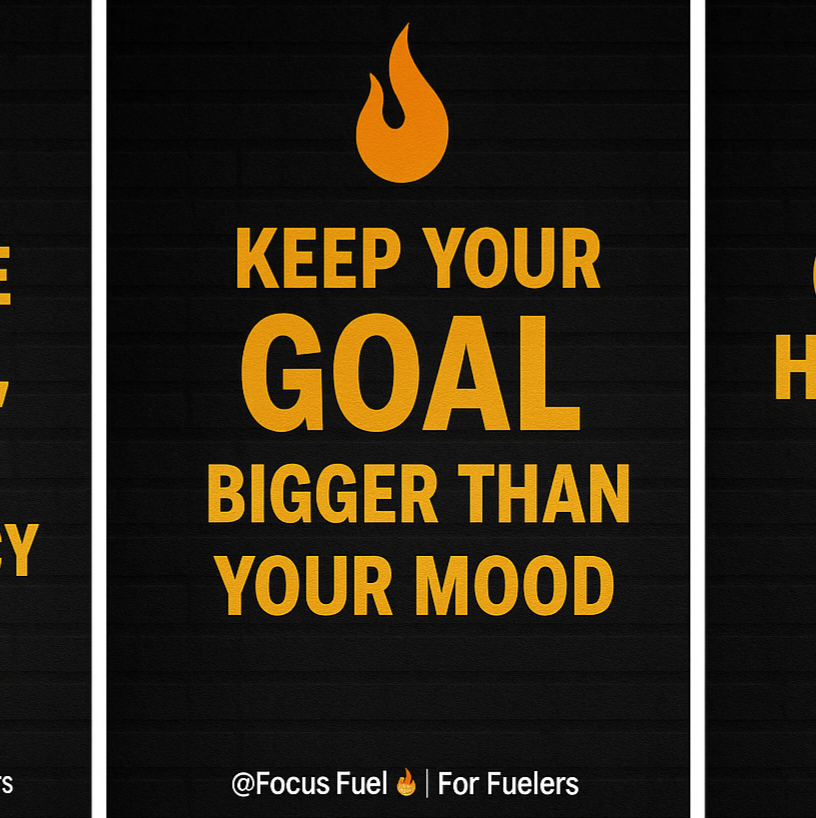 KEEP YOUR
GOAL
BIGGER THAN
YOUR MOOD
@Focus Fuel 🔥 | For Fuelers